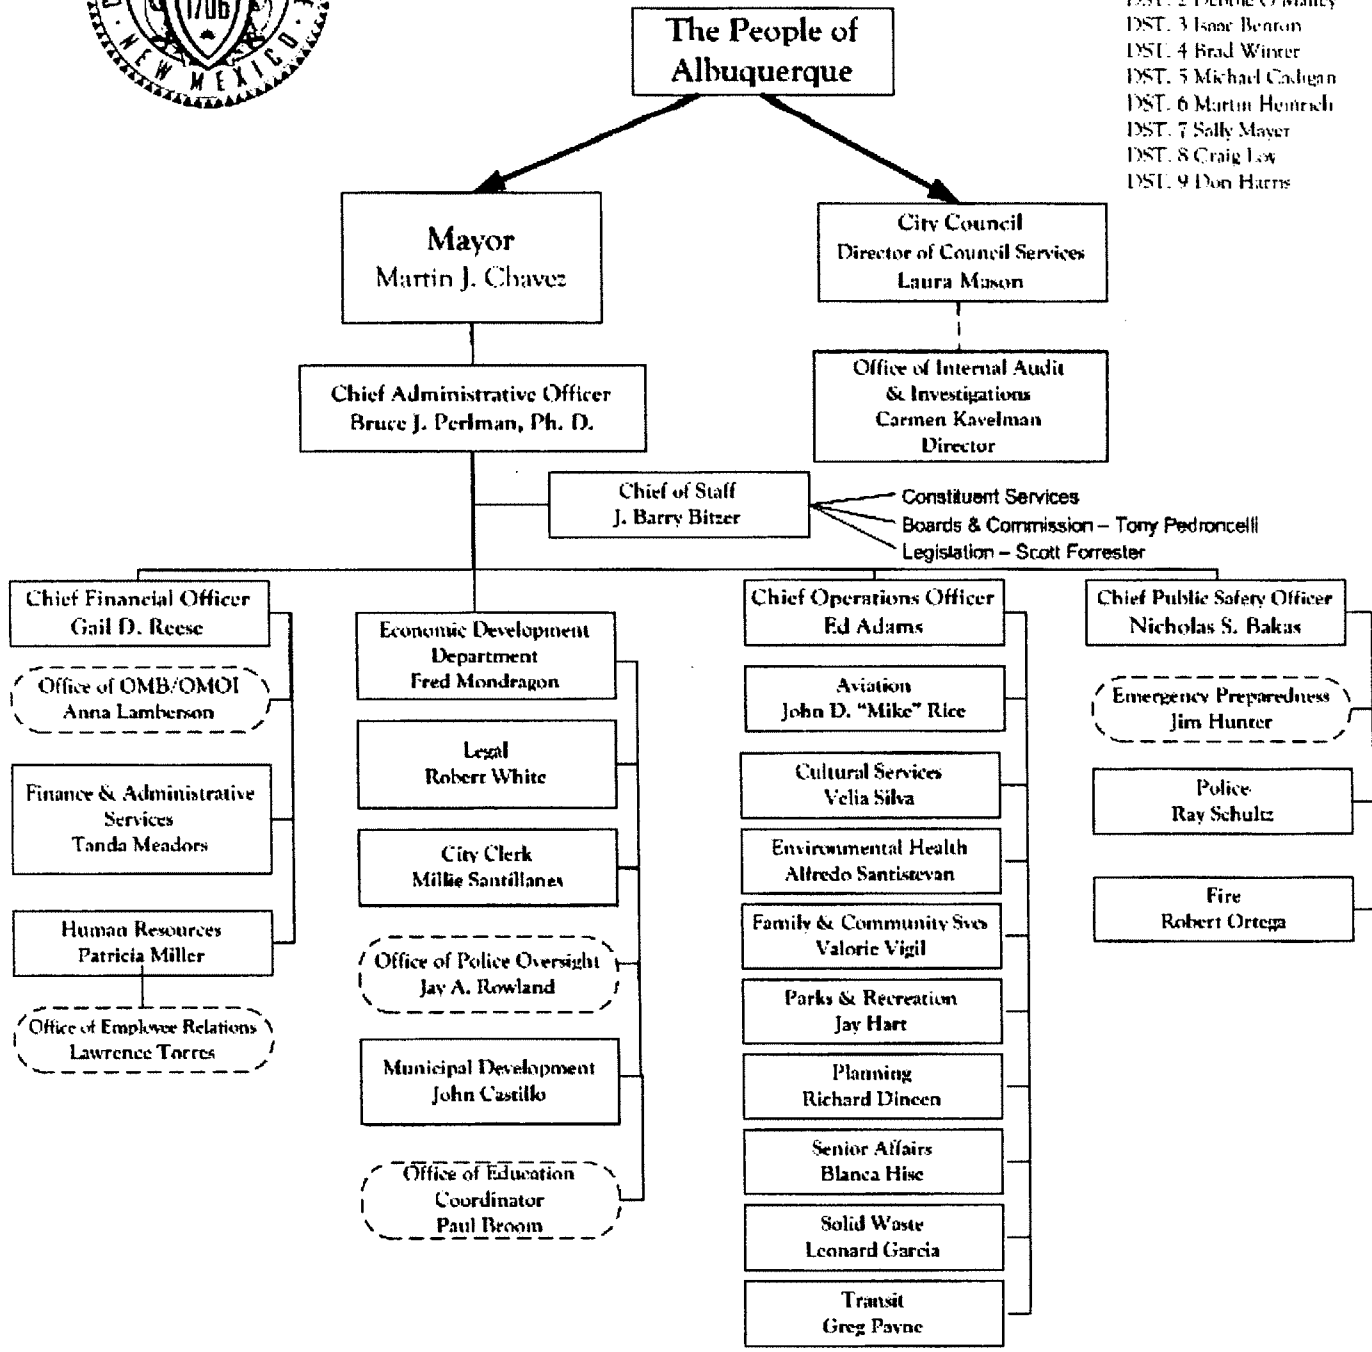 1706
NEW MEXICO
The People of
Albuquerque
DST. 2 Debbie O'Malley
DST. 3 Isaac Benton
DST. 4 Brad Winter
DST. 5 Michael Cadigan
DST. 6 Martin Heinrich
DST. 7 Sally Mayer
DST. 8 Craig Loy
DST. 9 Don Harris
Mayor
Martin J. Chavez
City Council
Director of Council Services
Laura Mason
Chief Administrative Officer
Bruce J. Perlman, Ph. D.
Office of Internal Audit
& Investigations
Carmen Kavelman
Director
Chief of Staff
J. Barry Bitzer
Constituent Services
Boards & Commission – Tony Pedroncelli
Legislation – Scott Forrester
Chief Financial Officer
Gail D. Reese
Office of OMB/OMOI
Anna Lamberson
Finance & Administrative
Services
Tanda Meadors
Human Resources
Patricia Miller
Office of Employee Relations
Lawrence Torres
Economic Development
Department
Fred Mondragon
Legal
Robert White
City Clerk
Millie Santillanes
Office of Police Oversight
Jay A. Rowland
Municipal Development
John Castillo
Office of Education
Coordinator
Paul Broom
Chief Operations Officer
Ed Adams
Aviation
John D. "Mike" Rice
Cultural Services
Velia Silva
Environmental Health
Alfredo Santistevan
Family & Community Svcs
Valorie Vigil
Parks & Recreation
Jay Hart
Planning
Richard Dineen
Senior Affairs
Blanca Hise
Solid Waste
Leonard Garcia
Transit
Greg Payne
Chief Public Safety Officer
Nicholas S. Bakas
Emergency Preparedness
Jim Hunter
Police
Ray Schultz
Fire
Robert Ortega